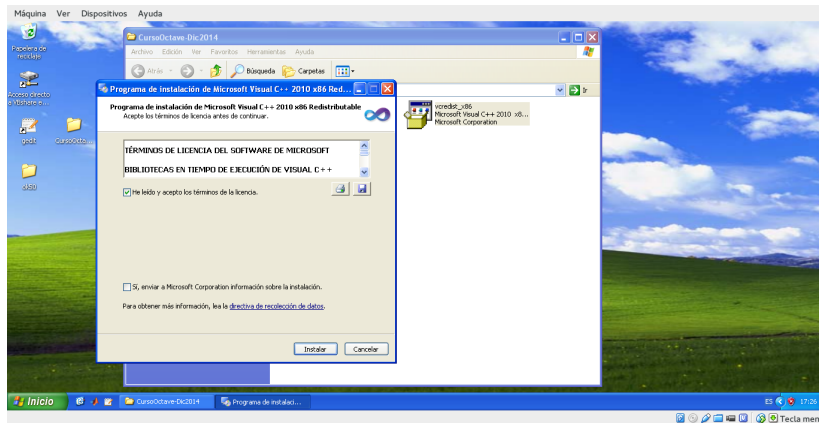 Máquina Ver Dispositivos Ayuda
Papelera de reciclaje
Acceso directo
gedit
CursoOctave-Dic2014
Archivo Edición Ver Favoritos Herramientas Ayuda
Atrás Búsqueda Carpetas
Ir
Programa de instalación de Microsoft Visual C++ 2010 x86 Red...
Programa de instalación de Microsoft Visual C++ 2010 x86 Redistributable
Acepte los términos de licencia antes de continuar.
TÉRMINOS DE LICENCIA DEL SOFTWARE DE MICROSOFT
BIBLIOTECAS EN TIEMPO DE EJECUCIÓN DE VISUAL C++
He leído y acepto los términos de la licencia.
Sí, enviar a Microsoft Corporation información sobre la instalación.
Para obtener más información, lea la directiva de recolección de datos.
Instalar Cancelar
vcredist_x86
Microsoft Visual C++ 2010 x8...
Microsoft Corporation
Inicio
CursoOctave-Dic2014
Programa de instalaci...
ES 17:26
Tecla men